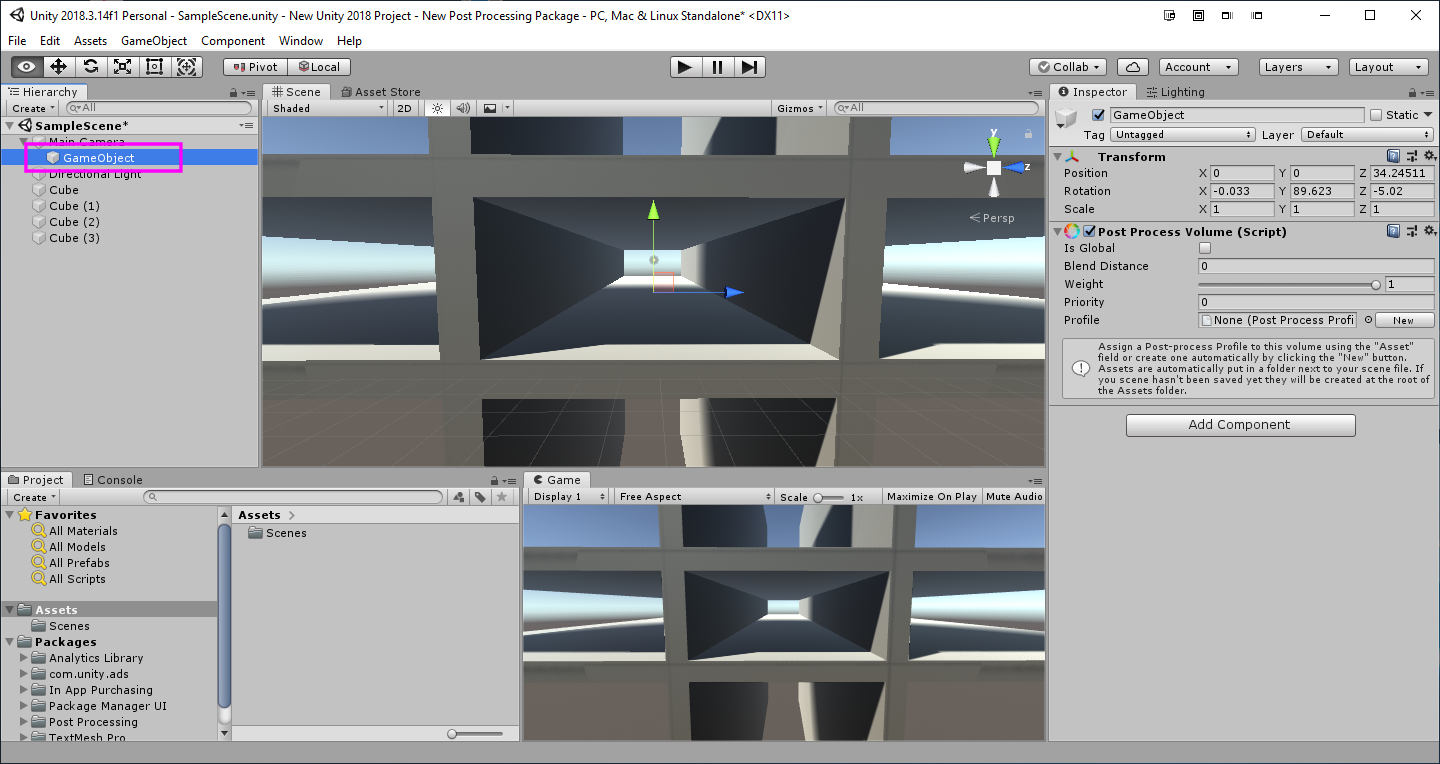 Unity 2018.3.14f1 Personal - SampleScene.unity - New Unity 2018 Project - New Post Processing Package - PC, Mac & Linux Standalone* <DX11>
File Edit Assets GameObject Component Window Help
Pivot Local Collab Account Layers Layout
Hierarchy
Create All
SampleScene*
Main Camera
GameObject
Directional Light
Cube
Cube (1)
Cube (2)
Cube (3)
Scene Asset Store
Shaded 2D Gizmos All
y
z
Persp
Inspector Lighting
GameObject Static
Tag Untagged Layer Default
Transform
Position X 0 Y 0 Z 34.24511
Rotation X -0.033 Y 89.623 Z -5.02
Scale X 1 Y 1 Z 1
Post Process Volume (Script)
Is Global
Blend Distance 0
Weight 1
Priority 0
Profile None (Post Process Profi New
Assign a Post-process Profile to this volume using the "Asset"
field or create one automatically by clicking the "New" button.
Assets are automatically put in a folder next to your scene file. If
you scene hasn't been saved yet they will be created at the root of
the Assets folder.
Add Component
Project Console
Create
Favorites
All Materials
All Models
All Prefabs
All Scripts
Assets
Scenes
Packages
Analytics Library
com.unity.ads
In App Purchasing
Package Manager UI
Post Processing
TextMesh Pro
Assets
Scenes
Game
Display 1 Free Aspect Scale 1x Maximize On Play Mute Audio